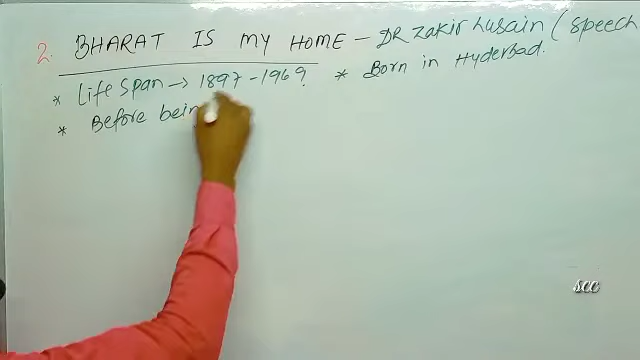 2. BHARAT IS MY HOME - DR Zakir husain (speech
* Life span → 1897 - 1969 * Born in Hyderbad.
* Before bein
scc